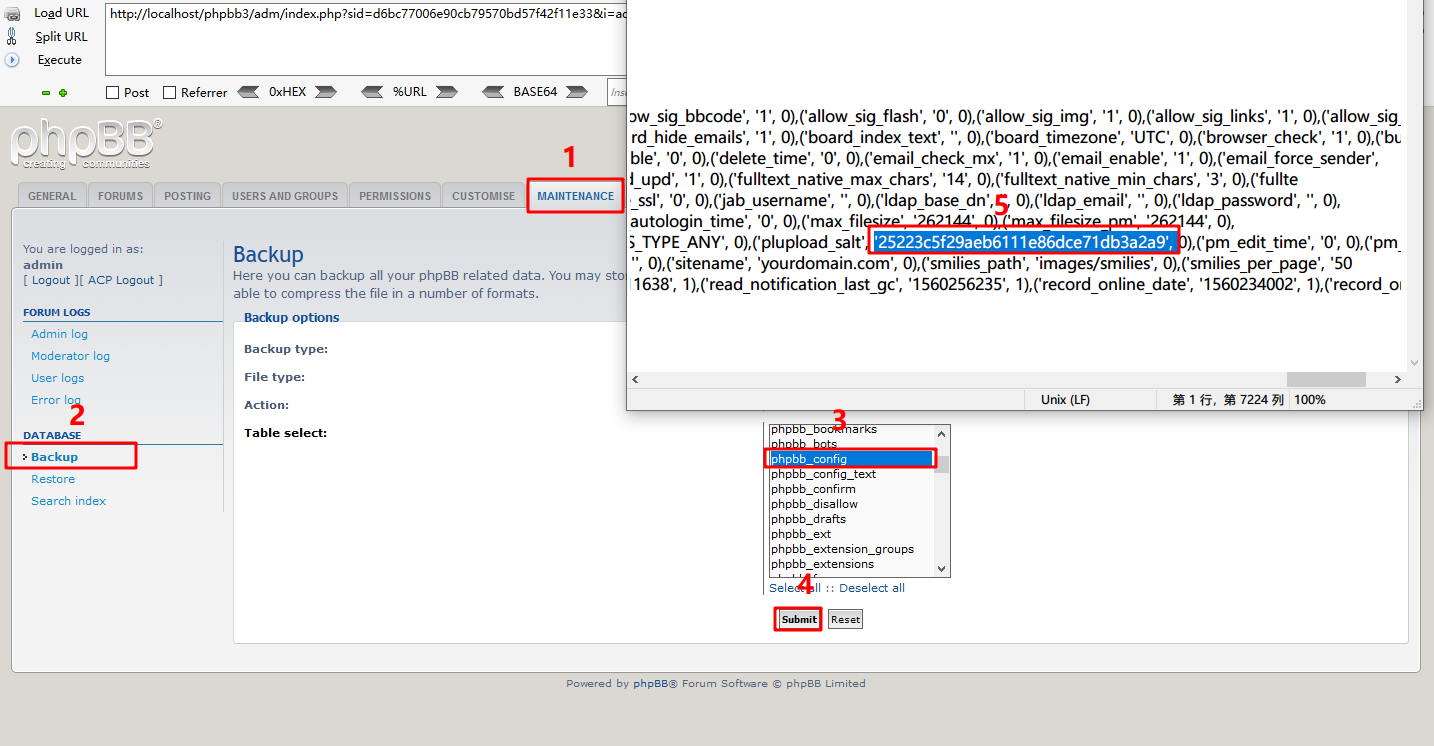 Load URL
Split URL
Execute
http://localhost/phpbb3/adm/index.php?sid=d6bc77006e90cb79570bd57f42f11e33&i=ac
Post Referrer 0xHEX %URL BASE64 Inse
phpBB®
creating communities
1
GENERAL FORUMS POSTING USERS AND GROUPS PERMISSIONS CUSTOMISE MAINTENANCE
You are logged in as:
admin
[ Logout ][ ACP Logout ]
FORUM LOGS
Admin log
Moderator log
User logs
Error log
2
DATABASE
Backup
Restore
Search index
Backup
Here you can backup all your phpBB related data. You may stor
able to compress the file in a number of formats.
Backup options
Backup type:
File type:
Action:
Table select:
ow_sig_bbcode', '1', 0),('allow_sig_flash', '0', 0),('allow_sig_img', '1', 0),('allow_sig_links', '1', 0),('allow_sig_
rd_hide_emails', '1', 0),('board_index_text', '', 0),('board_timezone', 'UTC', 0),('browser_check', '1', 0),('bu
ble', '0', 0),('delete_time', '0', 0),('email_check_mx', '1', 0),('email_enable', '1', 0),('email_force_sender',
d_upd', '1', 0),('fulltext_native_max_chars', '14', 0),('fulltext_native_min_chars', '3', 0),('fullte
e_ssl', '0', 0),('jab_username', '', 0),('ldap_base_dn', '', 0),('ldap_email', '', 0),('ldap_password', '', 0),
5
autologin_time', '0', 0),('max_filesize', '262144', 0),('max_filesize_pm', '262144', 0),
S_TYPE_ANY', 0),('plupload_salt', '25223c5f29aeb6111e86dce71db3a2a9', 0),('pm_edit_time', '0', 0),('pm_
'', 0),('sitename', 'yourdomain.com', 0),('smilies_path', 'images/smilies', 0),('smilies_per_page', '50
11638', 1),('read_notification_last_gc', '1560256235', 1),('record_online_date', '1560234002', 1),('record_or
Unix (LF) 第 1 行，第 7224 列 100%
3
phpbb_bookmarks
phpbb_bots
phpbb_config
phpbb_config_text
phpbb_confirm
phpbb_disallow
phpbb_drafts
phpbb_ext
phpbb_extension_groups
phpbb_extensions
4
Select all :: Deselect all
Submit Reset
Powered by phpBB® Forum Software © phpBB Limited